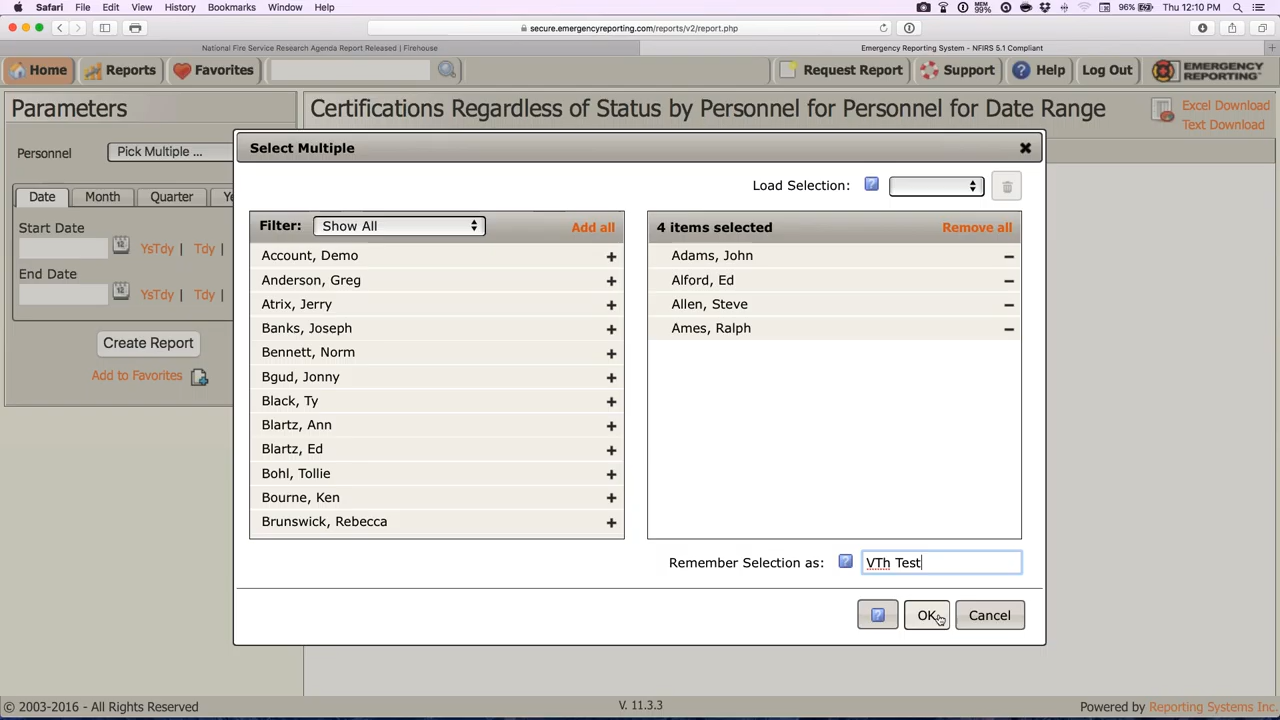 Safari File Edit View History Bookmarks Window Help MEM 99% 96% Thu 12:10 PM
secure.emergencyreporting.com/reports/v2/report.php
National Fire Service Research Agenda Report Released | Firehouse Emergency Reporting System - NFIRS 5.1 Compliant
Home Reports Favorites Request Report Support Help Log Out EMERGENCY REPORTING
Parameters
Certifications Regardless of Status by Personnel for Personnel for Date Range
Excel Download
Text Download
Personnel Pick Multiple ...
Date Month Quarter
Start Date
12 YsTdy | Tdy |
End Date
12 YsTdy | Tdy |
Create Report
Add to Favorites
Select Multiple
Load Selection: ?
Filter: Show All Add all
Account, Demo
Anderson, Greg
Atrix, Jerry
Banks, Joseph
Bennett, Norm
Bgud, Jonny
Black, Ty
Blartz, Ann
Blartz, Ed
Bohl, Tollie
Bourne, Ken
Brunswick, Rebecca
4 items selected Remove all
Adams, John
Alford, Ed
Allen, Steve
Ames, Ralph
Remember Selection as: ? VTh Test
? OK Cancel
© 2003-2016 - All Rights Reserved V. 11.3.3 Powered by Reporting Systems Inc.